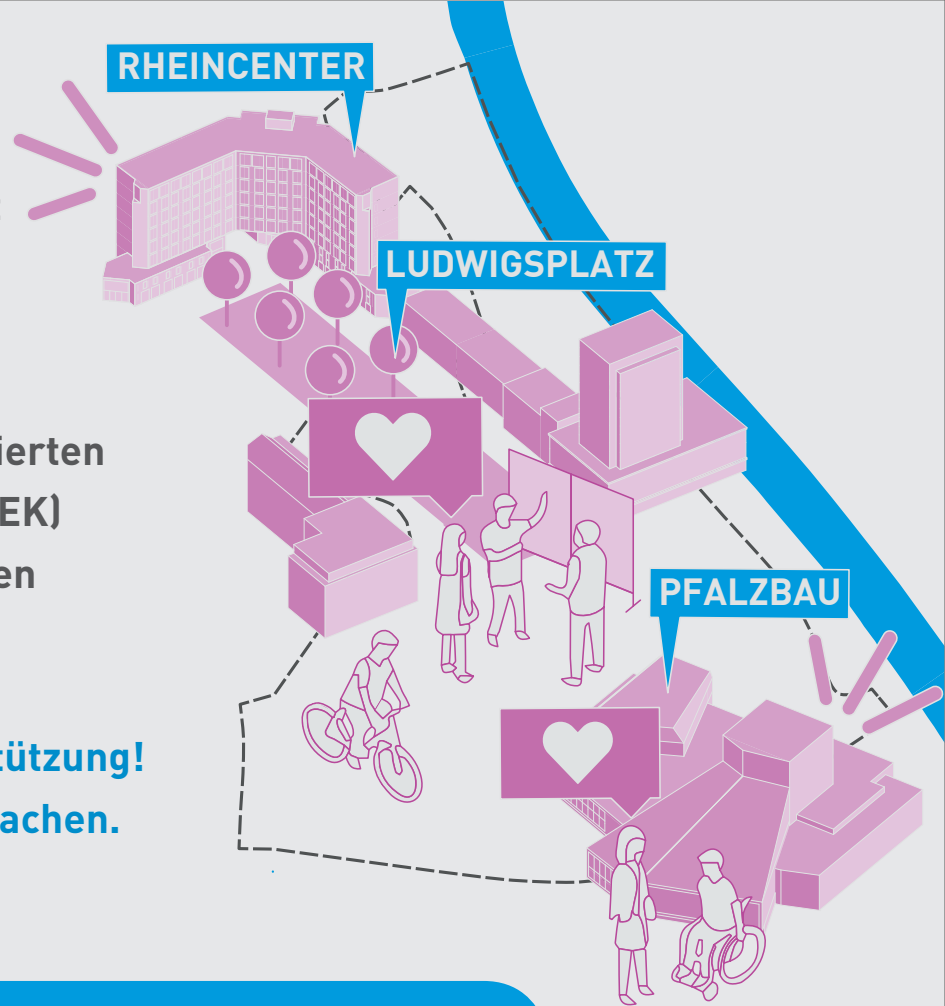 RHEINCENTER
LUDWIGSPLATZ
ierten
EK)
en
PFALZBAU
tützung!
achen.